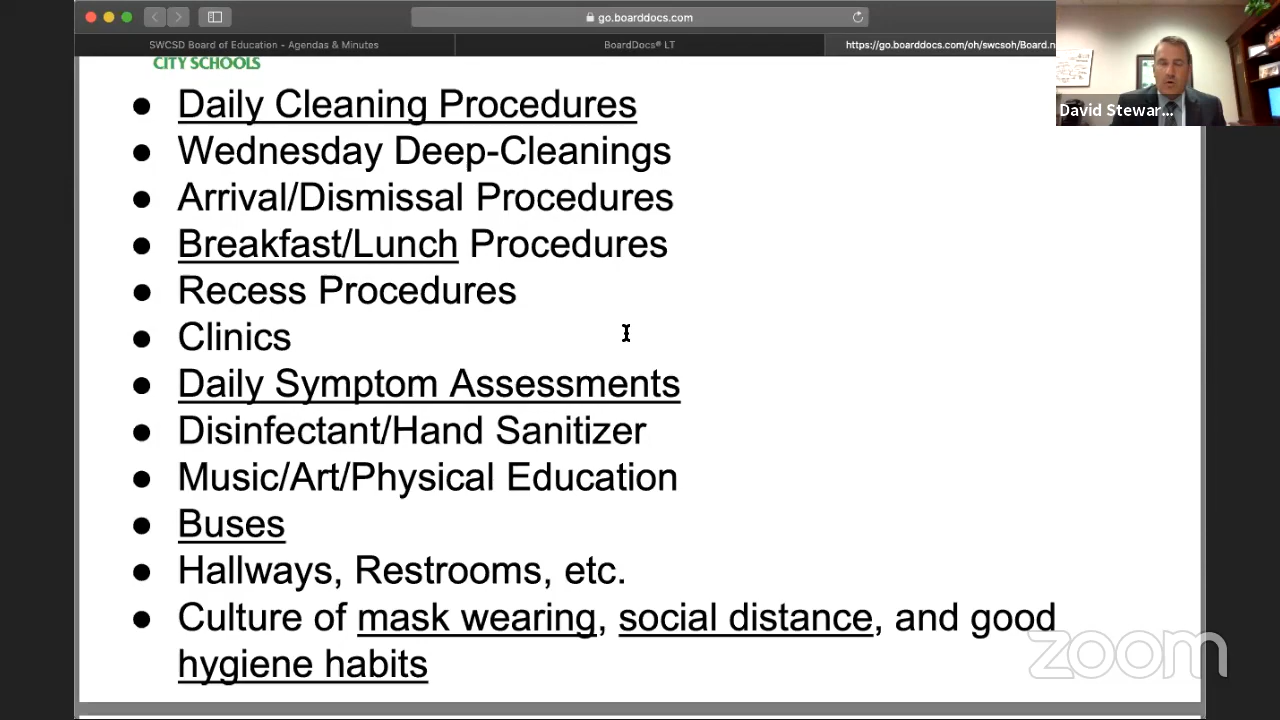 go.boarddocs.com
SWCSD Board of Education - Agendas & Minutes
BoardDocs® LT
https://go.boarddocs.com/oh/swcsoh/Board.n
CITY SCHOOLS
David Stewar...
● Daily Cleaning Procedures
● Wednesday Deep-Cleanings
● Arrival/Dismissal Procedures
● Breakfast/Lunch Procedures
● Recess Procedures
● Clinics
● Daily Symptom Assessments
● Disinfectant/Hand Sanitizer
● Music/Art/Physical Education
● Buses
● Hallways, Restrooms, etc.
● Culture of mask wearing, social distance, and good
hygiene habits
zoom